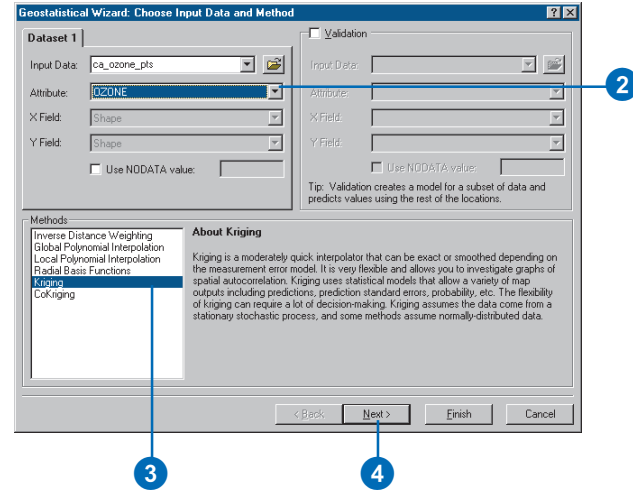 Geostatistical Wizard: Choose Input Data and Method
Dataset 1
Input Data: ca_ozone_pts
Attribute: OZONE
X Field: Shape
Y Field: Shape
Use NODATA value:
Validation
Input Data:
Attribute:
X Field:
Y Field:
Use NODATA value:
Tip: Validation creates a model for a subset of data and
predicts values using the rest of the locations.
2
Methods
Inverse Distance Weighting
Global Polynomial Interpolation
Local Polynomial Interpolation
Radial Basis Functions
Kriging
CoKriging
About Kriging
Kriging is a moderately quick interpolator that can be exact or smoothed depending on
the measurement error model. It is very flexible and allows you to investigate graphs of
spatial autocorrelation. Kriging uses statistical models that allow a variety of map
outputs including predictions, prediction standard errors, probability, etc. The flexibility
of kriging can require a lot of decision-making. Kriging assumes the data come from a
stationary stochastic process, and some methods assume normally-distributed data.
< Back
Next >
Finish
Cancel
3
4